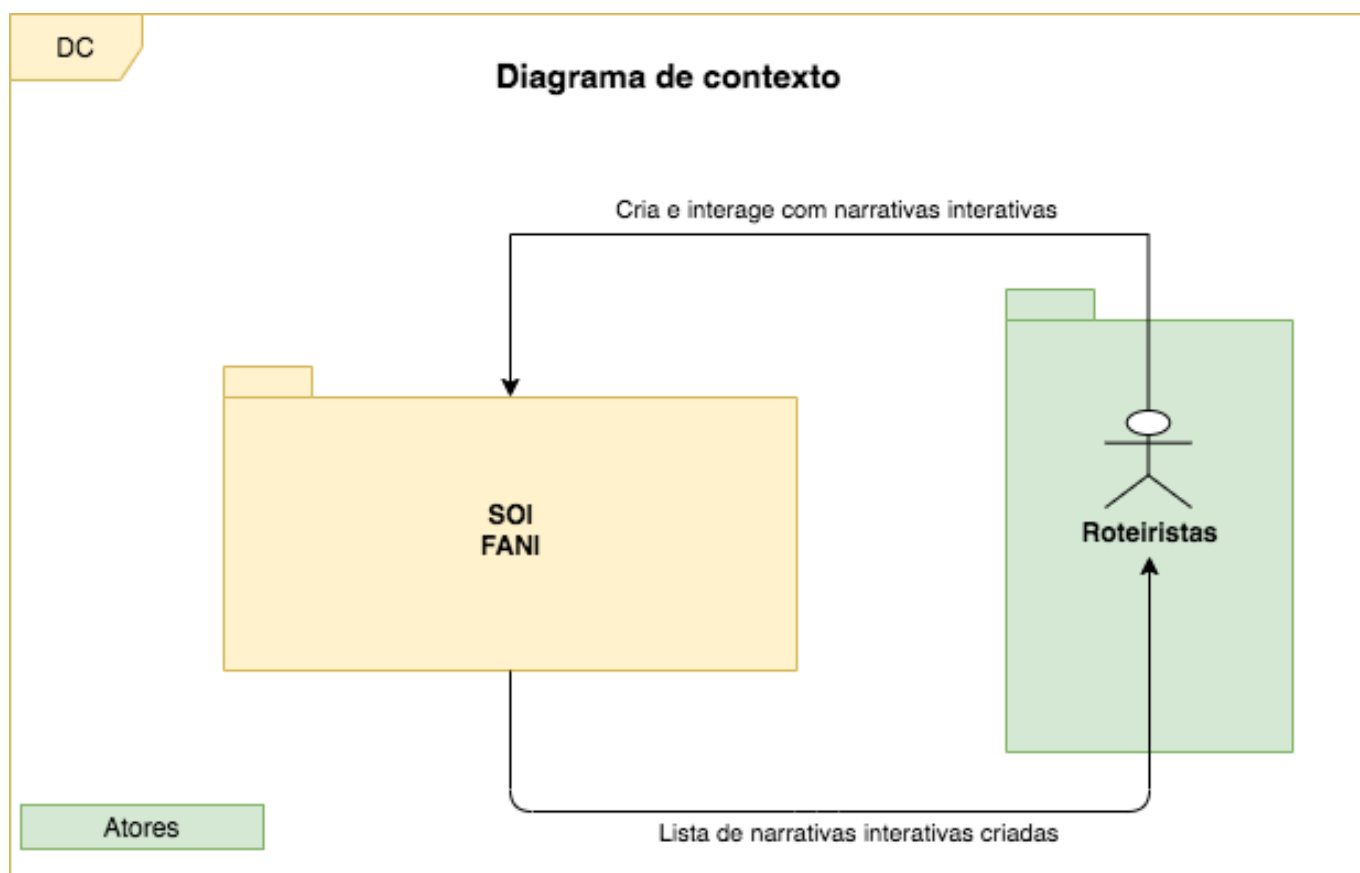 DC
Diagrama de contexto
Cria e interage com narrativas interativas
SOI
FANI
Roteiristas
Atores
Lista de narrativas interativas criadas